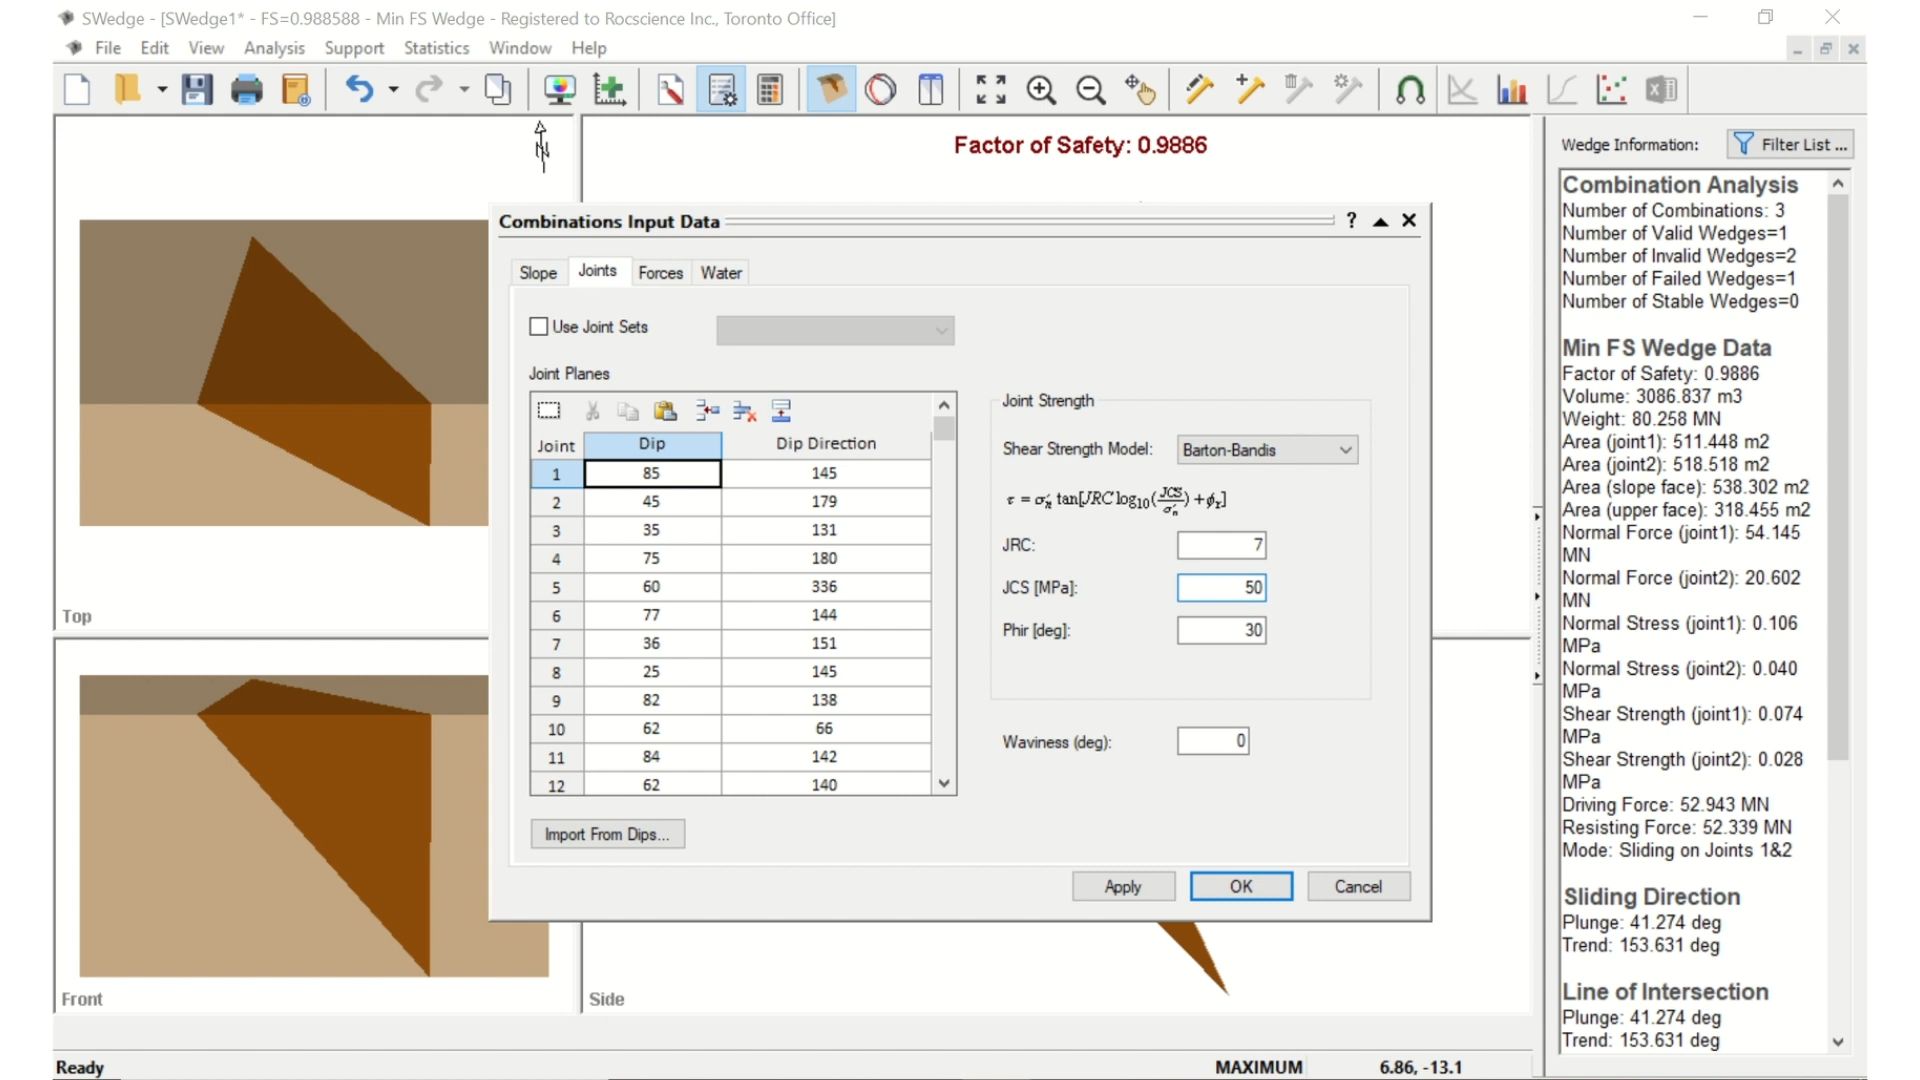 SWedge - [SWedge1* - FS=0.988588 - Min FS Wedge - Registered to Rocscience Inc., Toronto Office]
File Edit View Analysis Support Statistics Window Help
N
Top
Front
Side
Factor of Safety: 0.9886
Combinations Input Data
?
Slope Joints Forces Water
Use Joint Sets
Joint Planes
Joint Dip Dip Direction
1 85 145
2 45 179
3 35 131
4 75 180
5 60 336
6 77 144
7 36 151
8 25 145
9 82 138
10 62 66
11 84 142
12 62 140
Import From Dips...
Joint Strength
Shear Strength Model: Barton-Bandis
τ = σ'n tan[JRC log10(JCS/σ'n) + ϕr]
JRC: 7
JCS [MPa]: 50
Phir [deg]: 30
Waviness (deg): 0
Apply OK Cancel
Wedge Information: Filter List ...
Combination Analysis
Number of Combinations: 3
Number of Valid Wedges=1
Number of Invalid Wedges=2
Number of Failed Wedges=1
Number of Stable Wedges=0
Min FS Wedge Data
Factor of Safety: 0.9886
Volume: 3086.837 m3
Weight: 80.258 MN
Area (joint1): 511.448 m2
Area (joint2): 518.518 m2
Area (slope face): 538.302 m2
Area (upper face): 318.455 m2
Normal Force (joint1): 54.145
MN
Normal Force (joint2): 20.602
MN
Normal Stress (joint1): 0.106
MPa
Normal Stress (joint2): 0.040
MPa
Shear Strength (joint1): 0.074
MPa
Shear Strength (joint2): 0.028
MPa
Driving Force: 52.943 MN
Resisting Force: 52.339 MN
Mode: Sliding on Joints 1&2
Sliding Direction
Plunge: 41.274 deg
Trend: 153.631 deg
Line of Intersection
Plunge: 41.274 deg
Trend: 153.631 deg
Ready
MAXIMUM 6.86, -13.1